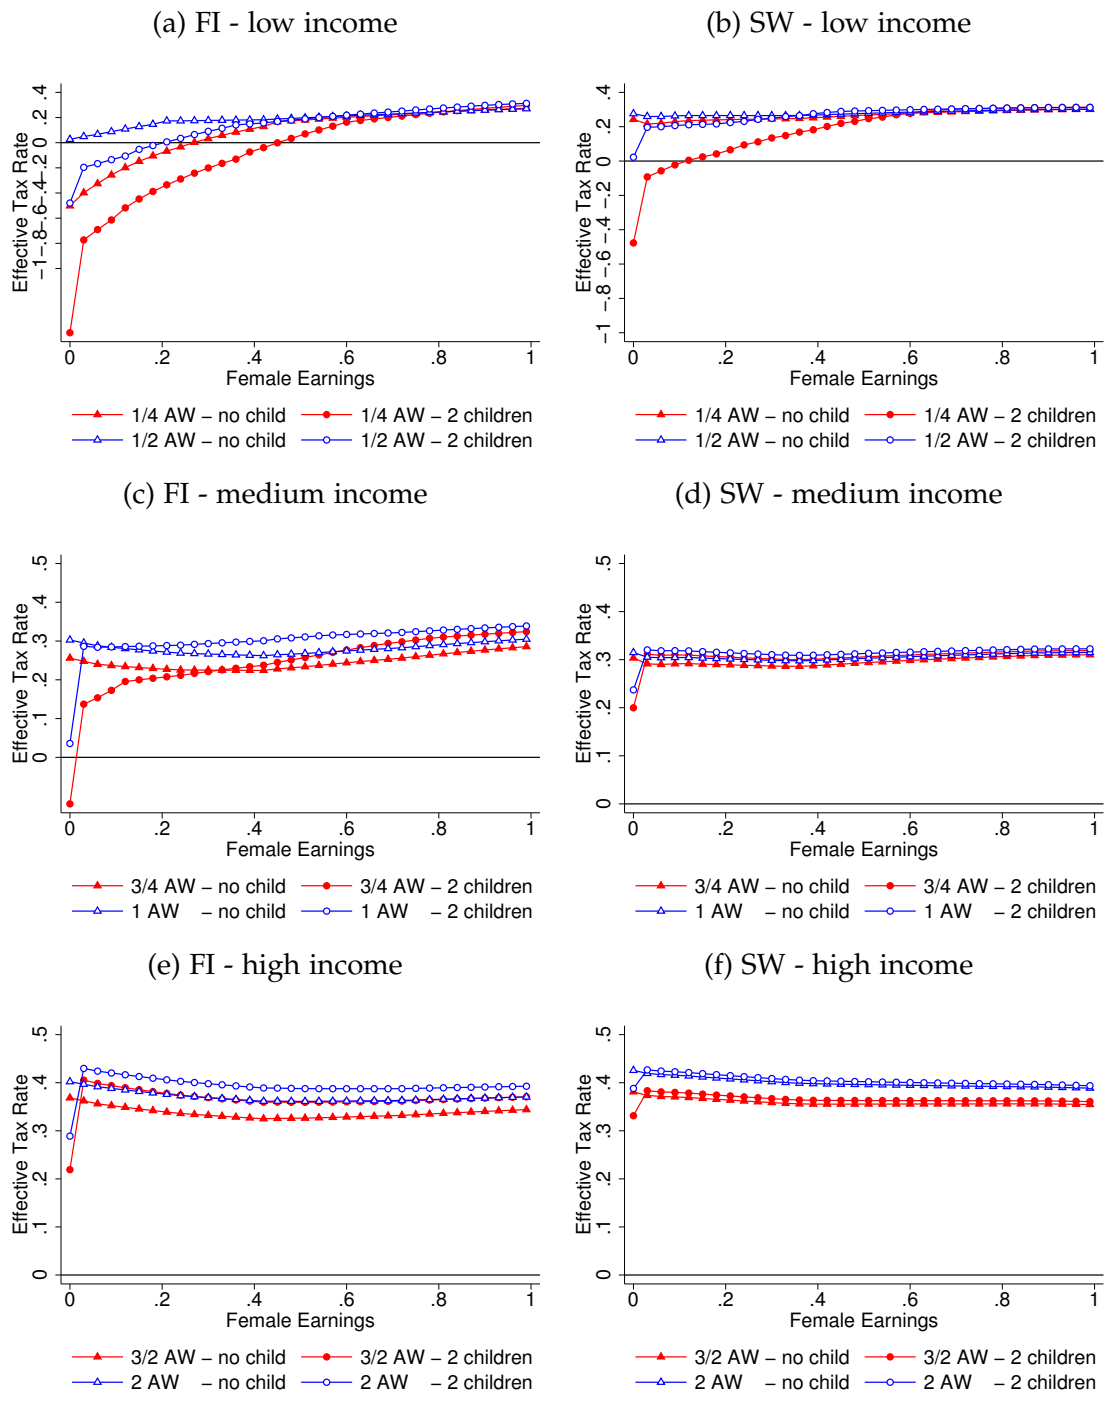 (a) FI - low income
(b) SW - low income
Effective Tax Rate
−1−.8−.6−.4−.2 0 .2 .4
0 .2 .4 .6 .8 1
Female Earnings
1/4 AW − no child 1/4 AW − 2 children
1/2 AW − no child 1/2 AW − 2 children
Effective Tax Rate
−1 −.8 −.6 −.4 −.2 0 .2 .4
0 .2 .4 .6 .8 1
Female Earnings
1/4 AW − no child 1/4 AW − 2 children
1/2 AW − no child 1/2 AW − 2 children
(c) FI - medium income
(d) SW - medium income
Effective Tax Rate
0 .1 .2 .3 .4 .5
0 .2 .4 .6 .8 1
Female Earnings
3/4 AW − no child 3/4 AW − 2 children
1 AW − no child 1 AW − 2 children
Effective Tax Rate
0 .1 .2 .3 .4 .5
0 .2 .4 .6 .8 1
Female Earnings
3/4 AW − no child 3/4 AW − 2 children
1 AW − no child 1 AW − 2 children
(e) FI - high income
(f) SW - high income
Effective Tax Rate
0 .1 .2 .3 .4 .5
0 .2 .4 .6 .8 1
Female Earnings
3/2 AW − no child 3/2 AW − 2 children
2 AW − no child 2 AW − 2 children
Effective Tax Rate
0 .1 .2 .3 .4 .5
0 .2 .4 .6 .8 1
Female Earnings
3/2 AW − no child 3/2 AW − 2 children
2 AW − no child 2 AW − 2 children